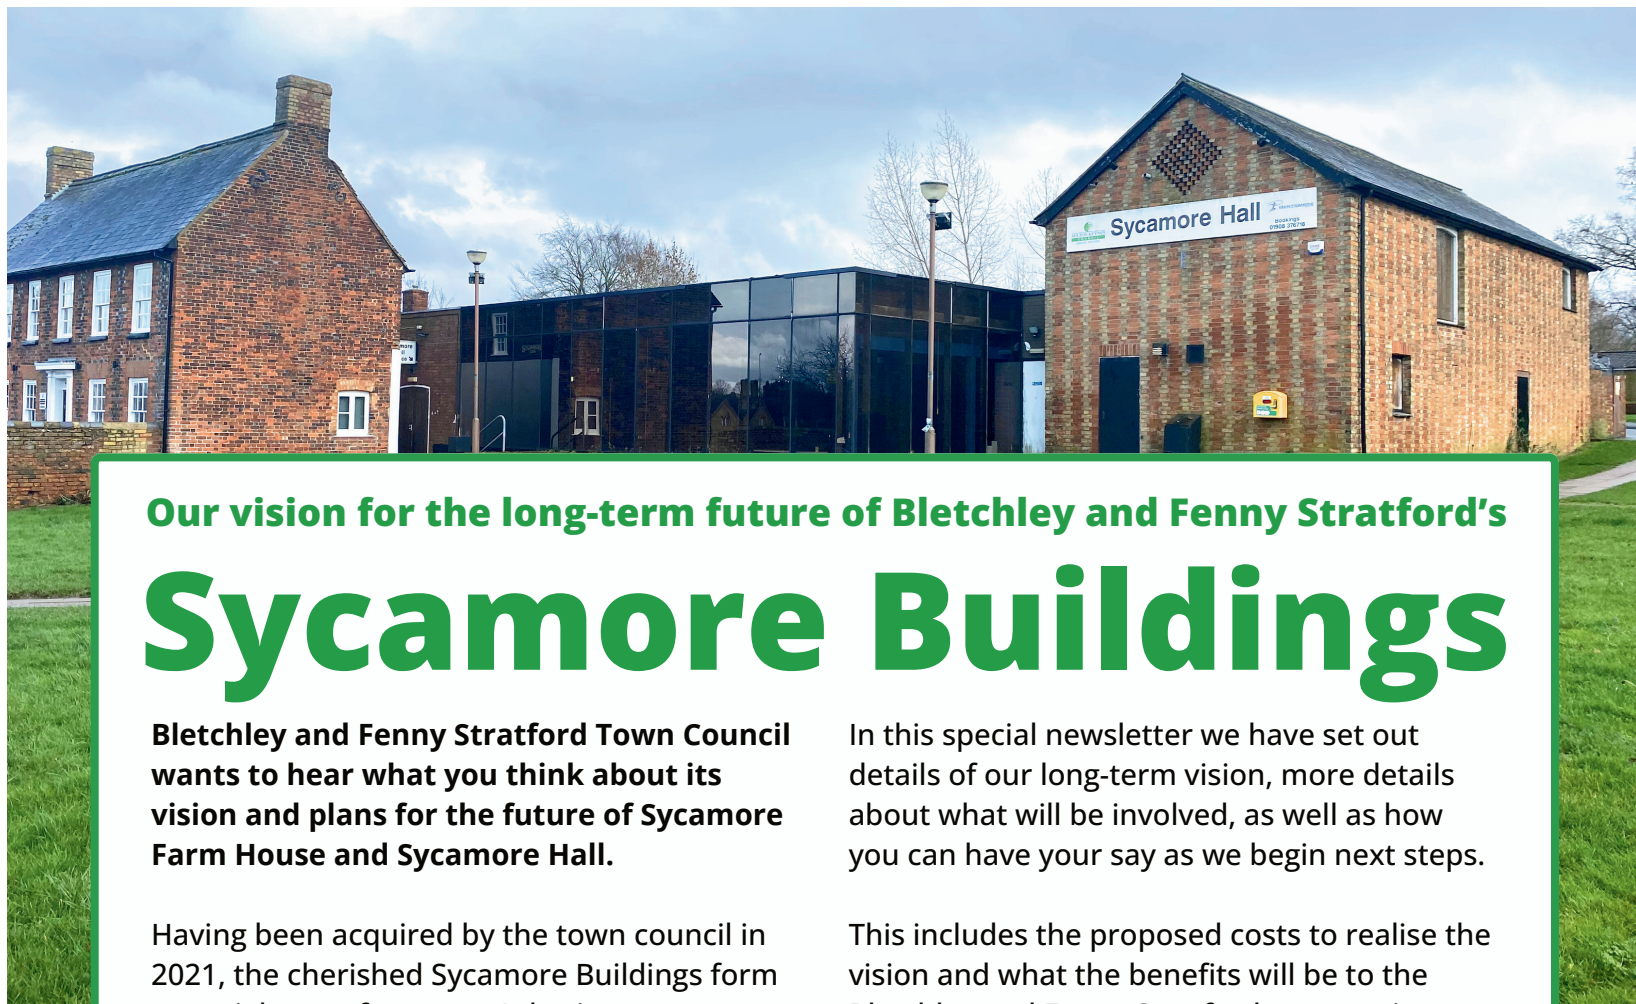 Sycamore Hall
Bookings
01908 376716
Our vision for the long-term future of Bletchley and Fenny Stratford’s
Sycamore Buildings
Bletchley and Fenny Stratford Town Council
wants to hear what you think about its
vision and plans for the future of Sycamore
Farm House and Sycamore Hall.
Having been acquired by the town council in
2021, the cherished Sycamore Buildings form
In this special newsletter we have set out
details of our long-term vision, more details
about what will be involved, as well as how
you can have your say as we begin next steps.
This includes the proposed costs to realise the
vision and what the benefits will be to the